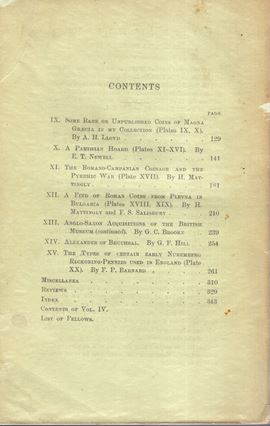 CONTENTS
PAGE
IX. Some Rare or Unpublished Coins of Magna
Græcia in my Collection (Plates IX, X).
By A. H. Lloyd . . . . . 129
X. A Parthian Hoard (Plates XI-XVI). By
E. T. Newell . . . . . 141
XI. The Romano-Campanian Coinage and the
Pyrrhic War (Plate XVII). By H. Mat-
tingly . . . . . 181
XII. A Find of Roman Coins from Plevna in
Bulgaria (Plates XVIII, XIX). By H.
Mattingly and F. S. Salisbury . . 210
XIII. Anglo-Saxon Acquisitions of the British
Museum (continued). By G. C. Brooke . 239
XIV. Alexander of Bruchsal. By G. F. Hill . 254
XV. The Types of certain early Nuremberg
Reckoning-Pennies used in England (Plate
XX). By F. P. Barnard . . . . 261
Miscellanea . . . . . 310
Reviews . . . . . 329
Index . . . . . 343
Contents of Vol. IV.
List of Fellows.